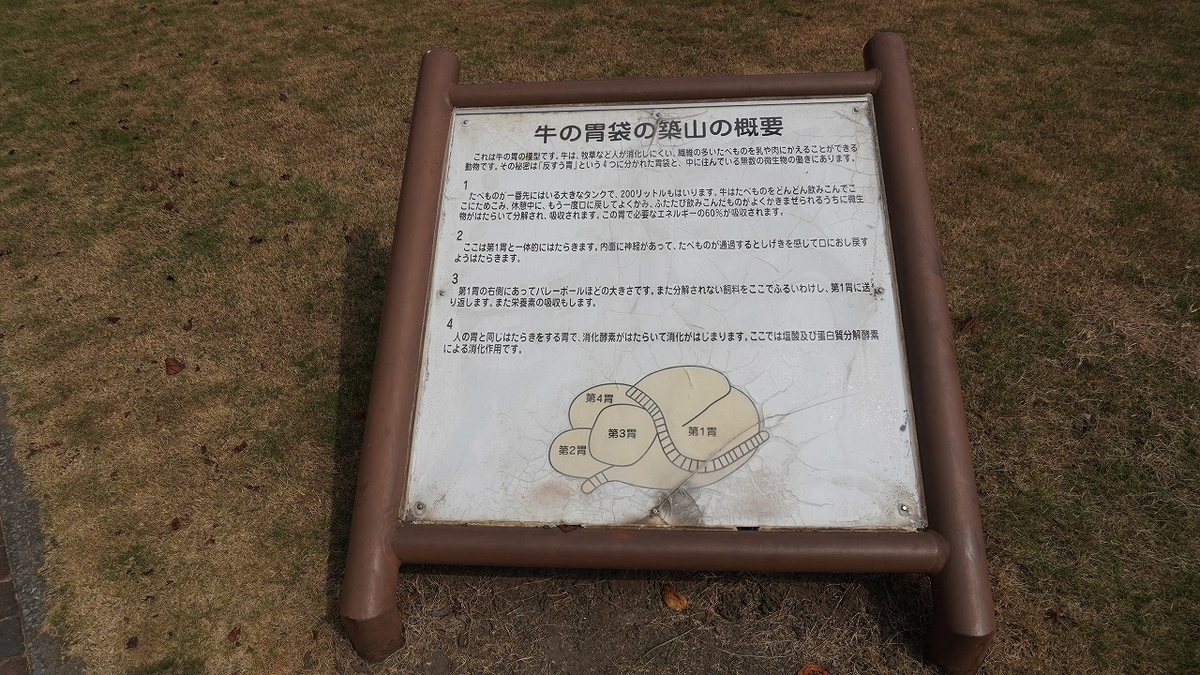 牛の胃袋の築山の概要
これは牛の胃の模型です。牛は、牧草など人が消化しにくい、繊維の多いたべものを乳や肉にかえることができる
動物です。その秘密は「反すう胃」という4つに分かれた胃袋と、中に住んでいる無数の微生物の働きにあります。
1
たべものが一番先にはいる大きなタンクで、200リットルもはいります。牛はたべものをどんどん飲みこんでこ
こにためこみ、休憩中に、もう一度口に戻してよくかみ、ふたたび飲みこんだものがよくかきまぜられるうちに微生
物がはたらいて分解され、吸収されます。この胃で必要なエネルギーの60%が吸収されます。
2
ここは第1胃と一体的にはたらきます。内面に神経があって、たべものが通過するとしげきを感じて口におし戻す
ようはたらきます。
3
第1胃の右側にあってバレーボールほどの大きさです。まだ分解されない飼料をここでふるいわけし、第1胃に送
り返します。また栄養素の吸収もします。
4
人の胃と同じはたらきをする胃で、消化酵素がはたらいて消化がはじまります。ここでは塩酸及び蛋白質分解酵素
による消化作用です。
第4胃
第3胃
第1胃
第2胃